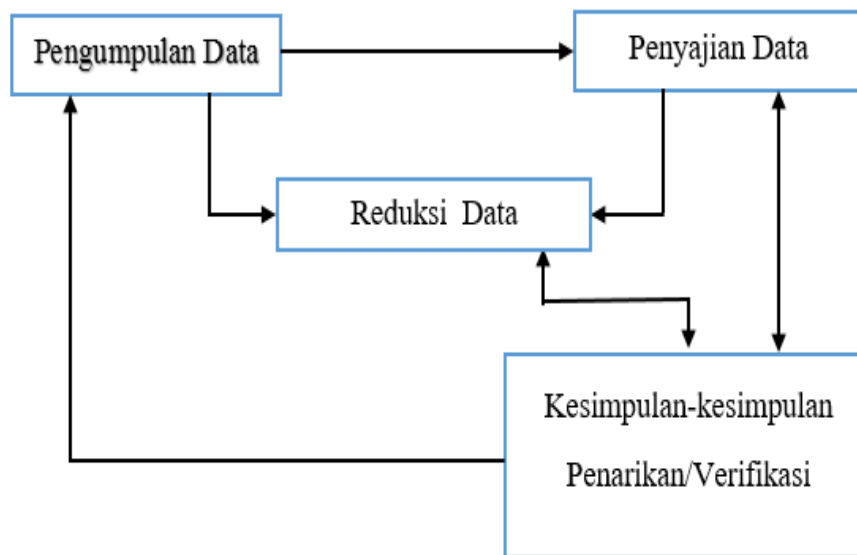 Pengumpulan Data
Penyajian Data
Reduksi Data
Kesimpulan-kesimpulan
Penarikan/Verifikasi